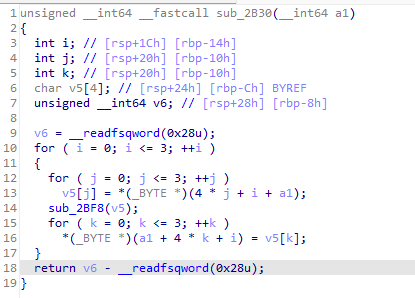 1 unsigned __int64 __fastcall sub_2B30(__int64 a1)
2 {
3   int i; // [rsp+1Ch] [rbp-14h]
4   int j; // [rsp+20h] [rbp-10h]
5   int k; // [rsp+20h] [rbp-10h]
6   char v5[4]; // [rsp+24h] [rbp-Ch] BYREF
7   unsigned __int64 v6; // [rsp+28h] [rbp-8h]
8
9   v6 = __readfsqword(0x28u);
10   for ( i = 0; i <= 3; ++i )
11   {
12     for ( j = 0; j <= 3; ++j )
13       v5[j] = *(_BYTE *)(4 * j + i + a1);
14     sub_2BF8(v5);
15     for ( k = 0; k <= 3; ++k )
16       *(_BYTE *)(a1 + 4 * k + i) = v5[k];
17   }
18   return v6 - __readfsqword(0x28u);
19 }